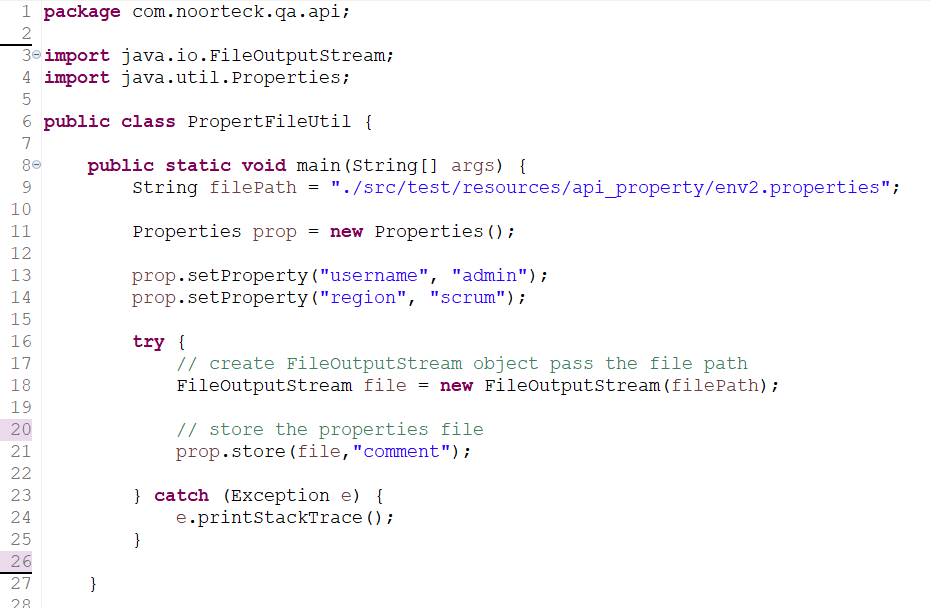 1 package com.noorteck.qa.api;
2
3 import java.io.FileOutputStream;
4 import java.util.Properties;
5
6 public class PropertFileUtil {
7
8     public static void main(String[] args) {
9         String filePath = "./src/test/resources/api_property/env2.properties";
10
11         Properties prop = new Properties();
12
13         prop.setProperty("username", "admin");
14         prop.setProperty("region", "scrum");
15
16         try {
17             // create FileOutputStream object pass the file path
18             FileOutputStream file = new FileOutputStream(filePath);
19
20             // store the properties file
21             prop.store(file,"comment");
22
23         } catch (Exception e) {
24             e.printStackTrace();
25         }
26
27     }
28